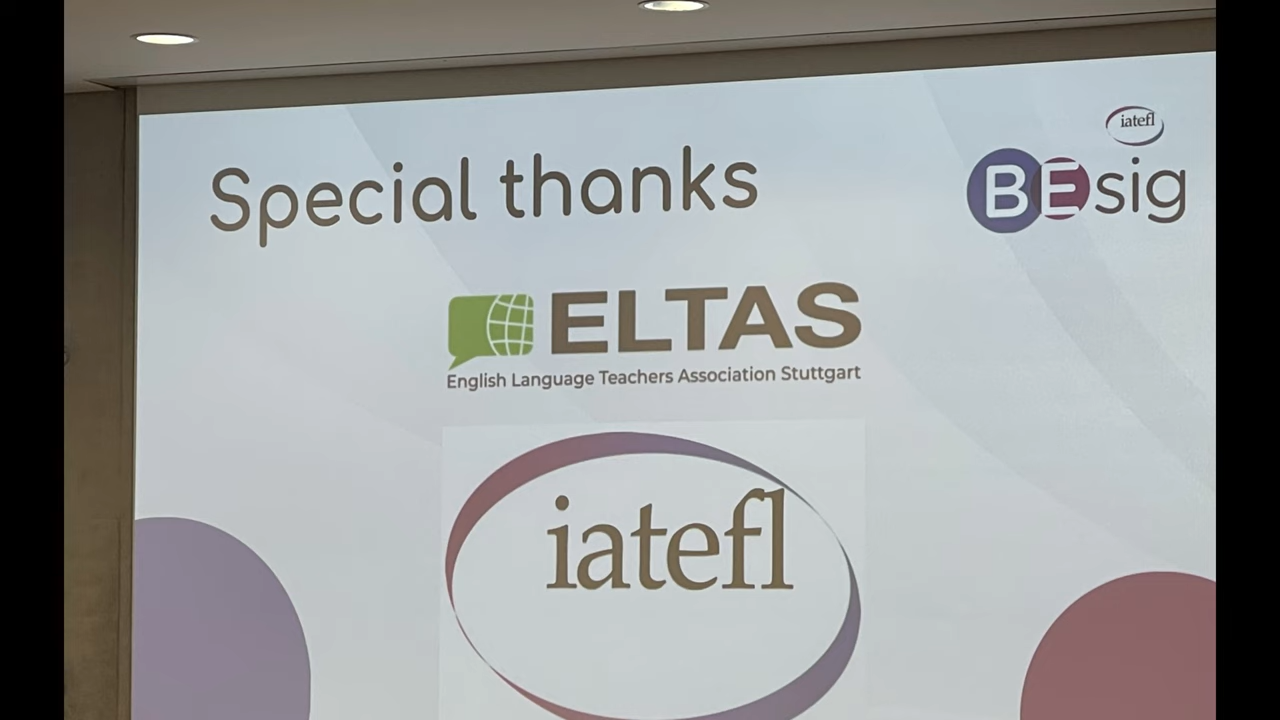 iatefl
Special thanks
BEsig
ELTAS
English Language Teachers Association Stuttgart
iatefl